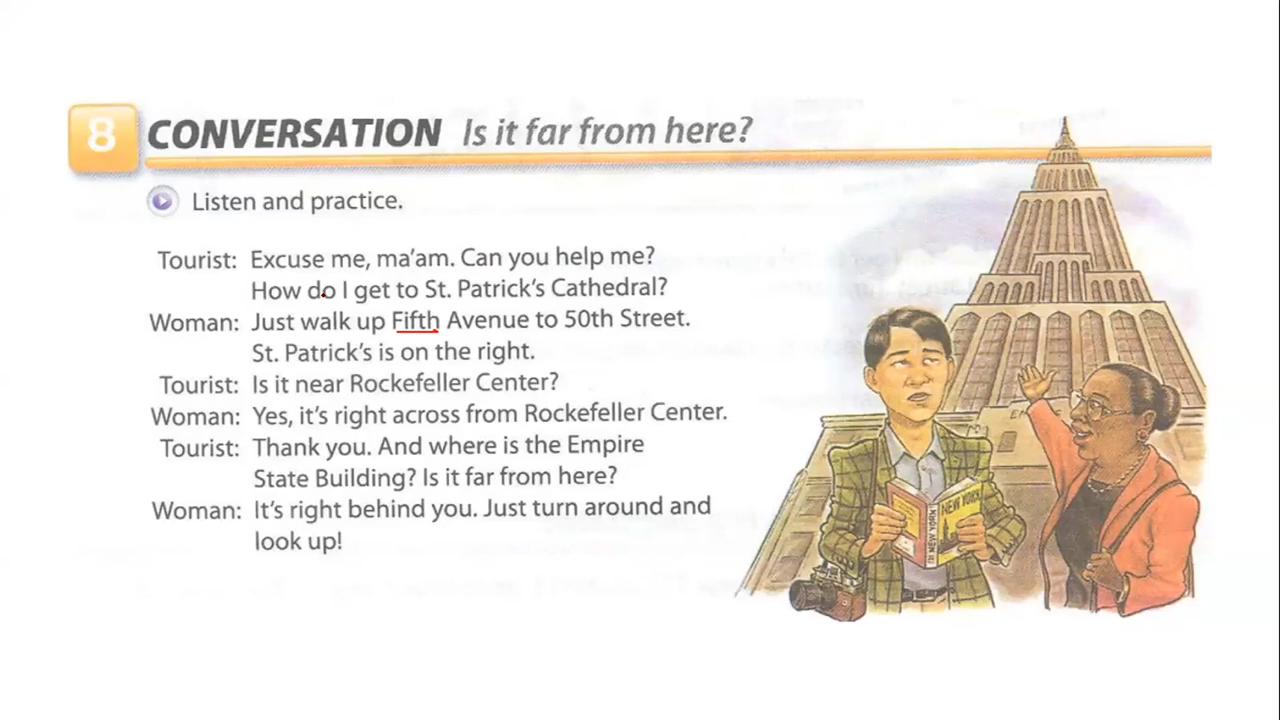 8 CONVERSATION Is it far from here?
Listen and practice.
Tourist: Excuse me, ma'am. Can you help me?
How do I get to St. Patrick's Cathedral?
Woman: Just walk up Fifth Avenue to 50th Street.
St. Patrick's is on the right.
Tourist: Is it near Rockefeller Center?
Woman: Yes, it's right across from Rockefeller Center.
Tourist: Thank you. And where is the Empire
State Building? Is it far from here?
Woman: It's right behind you. Just turn around and
look up!
NEW YORK
NEW YORK